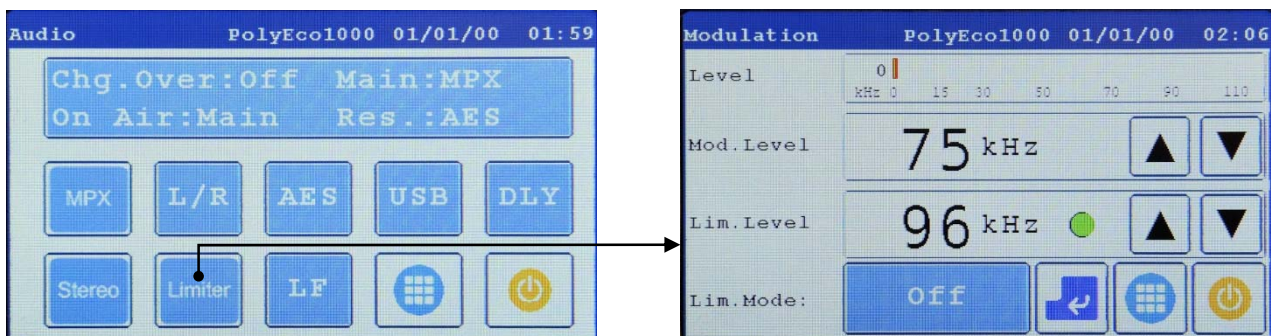 Audio PolyEco1000 01/01/00 01:59
Chg.Over:Off Main:MPX
On Air:Main Res.:AES
MPX L/R AES USB DLY
Stereo Limiter LF
Modulation PolyEco1000 01/01/00 02:06
Level 0
kHz 0 15 30 50 70 90 110
Mod.Level 75 kHz
Lim.Level 96 kHz
Lim.Mode: Off